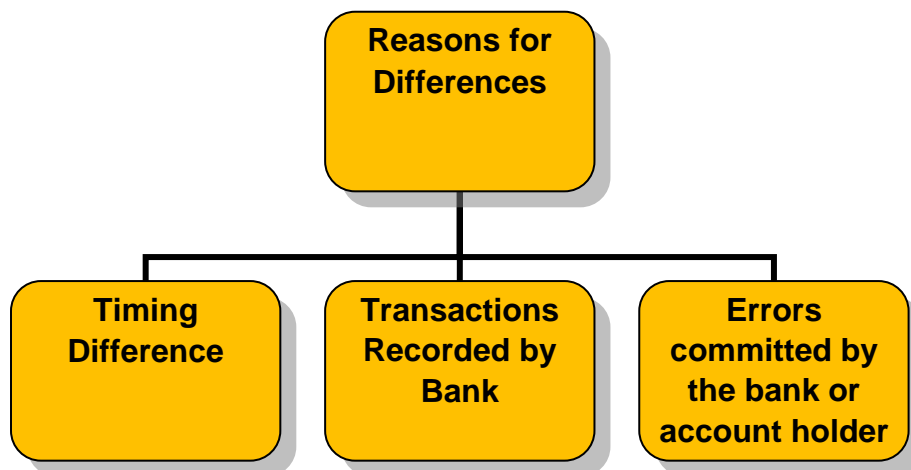 Reasons for
Differences
Timing
Difference
Transactions
Recorded by
Bank
Errors
committed by
the bank or
account holder